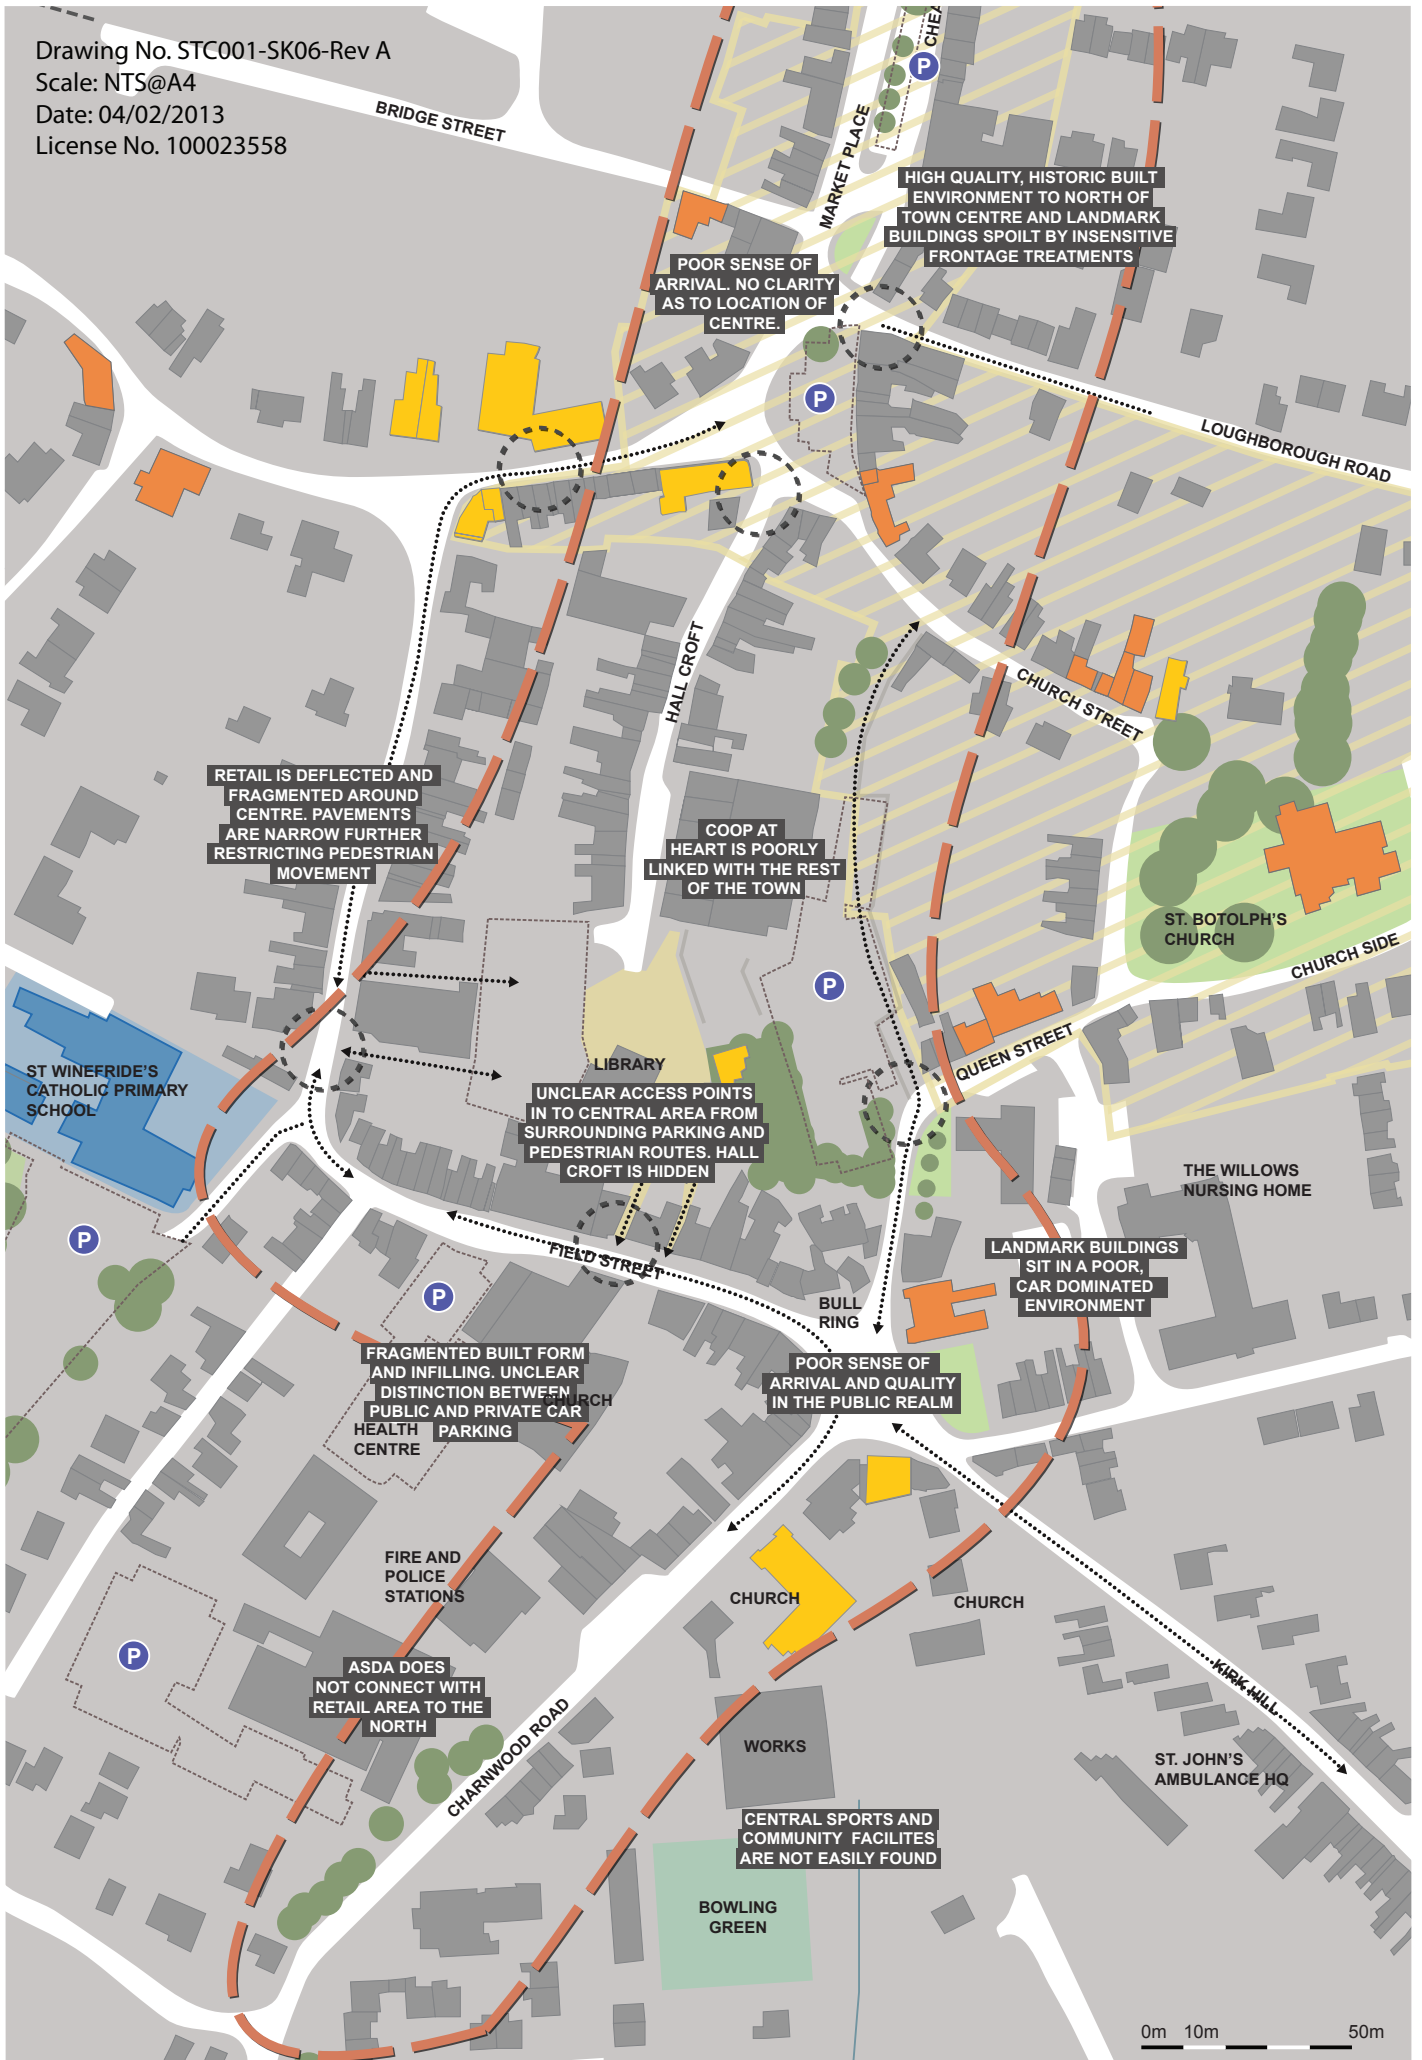 Drawing No. STC001-SK06-Rev A
Scale: NTS@A4
Date: 04/02/2013
License No. 100023558
BRIDGE STREET
MARKET PLACE
P
HIGH QUALITY, HISTORIC BUILT
ENVIRONMENT TO NORTH OF
TOWN CENTRE AND LANDMARK
BUILDINGS SPOILT BY INSENSITIVE
FRONTAGE TREATMENTS
POOR SENSE OF
ARRIVAL. NO CLARITY
AS TO LOCATION OF
CENTRE.
P
LOUGHBOROUGH ROAD
HALL CROFT
CHURCH STREET
RETAIL IS DEFLECTED AND
FRAGMENTED AROUND
CENTRE. PAVEMENTS
ARE NARROW FURTHER
RESTRICTING PEDESTRIAN
MOVEMENT
COOP AT
HEART IS POORLY
LINKED WITH THE REST
OF THE TOWN
ST. BOTOLPH'S
CHURCH
CHURCH SIDE
P
QUEEN STREET
ST WINEFRIDE'S
CATHOLIC PRIMARY
SCHOOL
LIBRARY
UNCLEAR ACCESS POINTS
IN TO CENTRAL AREA FROM
SURROUNDING PARKING AND
PEDESTRIAN ROUTES. HALL
CROFT IS HIDDEN
THE WILLOWS
NURSING HOME
P
P
FIELD STREET
LANDMARK BUILDINGS
SIT IN A POOR,
CAR DOMINATED
ENVIRONMENT
BULL
RING
FRAGMENTED BUILT FORM
AND INFILLING. UNCLEAR
DISTINCTION BETWEEN
PUBLIC AND PRIVATE CAR
PARKING
CHURCH
HEALTH
CENTRE
POOR SENSE OF
ARRIVAL AND QUALITY
IN THE PUBLIC REALM
FIRE AND
POLICE
STATIONS
CHURCH
CHURCH
P
ASDA DOES
NOT CONNECT WITH
RETAIL AREA TO THE
NORTH
KIRK HILL
CHARNWOOD ROAD
WORKS
ST. JOHN'S
AMBULANCE HQ
CENTRAL SPORTS AND
COMMUNITY FACILITES
ARE NOT EASILY FOUND
BOWLING
GREEN
0m 10m 50m